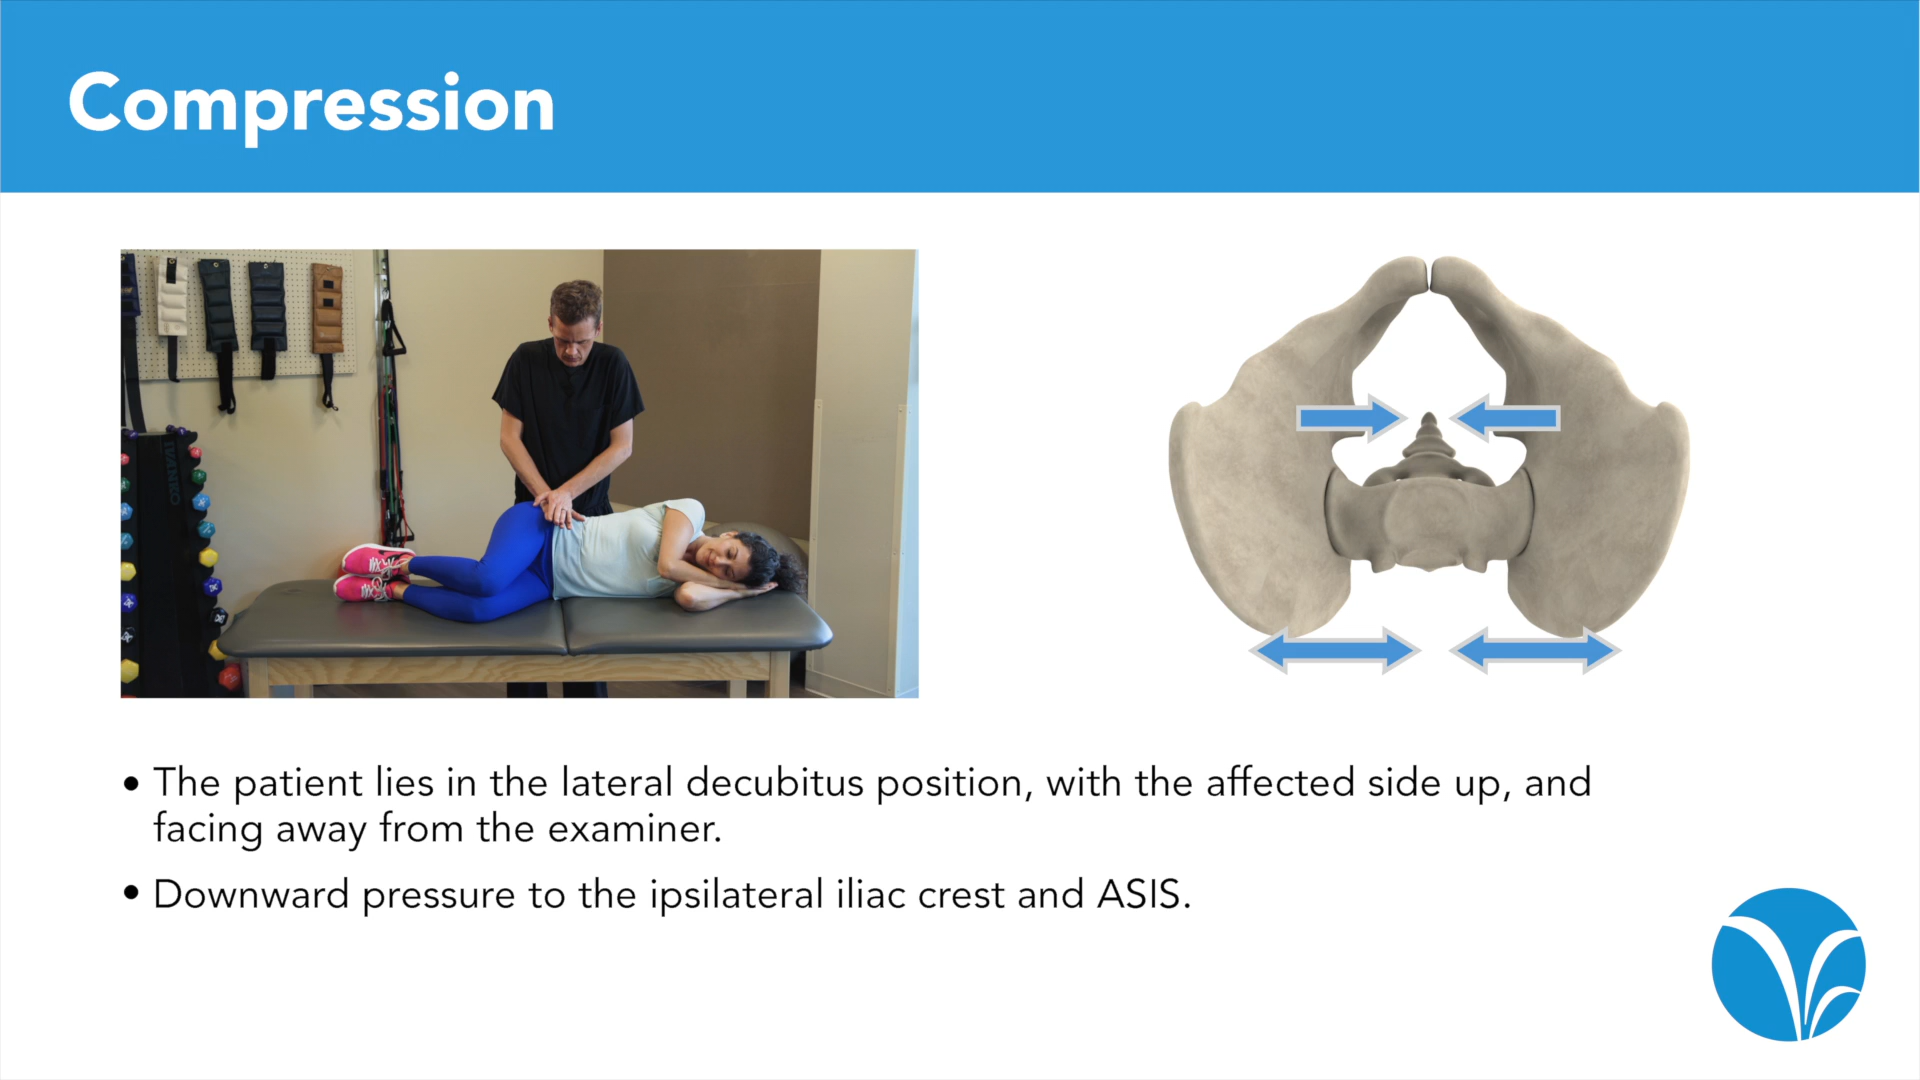 Compression
IVANKO
• The patient lies in the lateral decubitus position, with the affected side up, and
facing away from the examiner.
• Downward pressure to the ipsilateral iliac crest and ASIS.